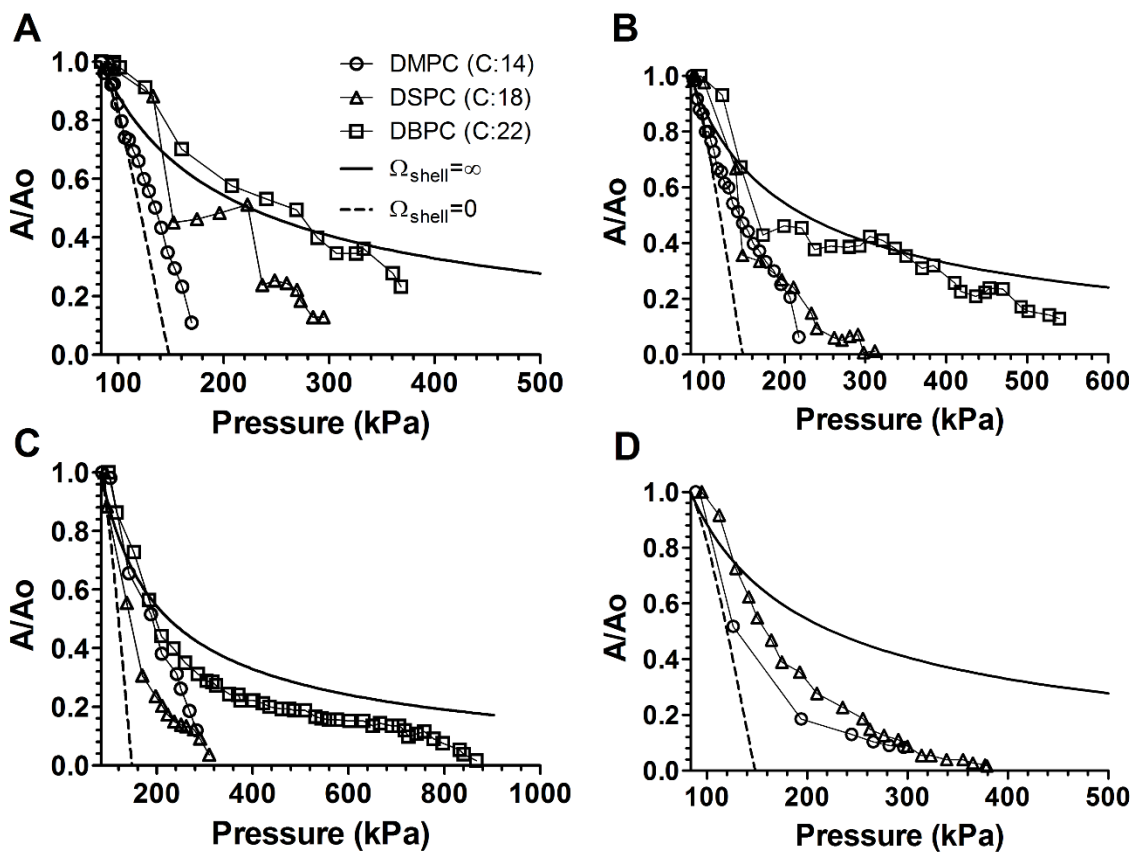 A
A/Ao
1.0
0.8
0.6
0.4
0.2
0.0
DMPC (C:14)
DSPC (C:18)
DBPC (C:22)
Ωshell=∞
Ωshell=0
100 200 300 400 500
Pressure (kPa)
B
A/Ao
1.0
0.8
0.6
0.4
0.2
0.0
100 200 300 400 500 600
Pressure (kPa)
C
A/Ao
1.0
0.8
0.6
0.4
0.2
0.0
200 400 600 800 1000
Pressure (kPa)
D
A/Ao
1.0
0.8
0.6
0.4
0.2
0.0
100 200 300 400 500
Pressure (kPa)